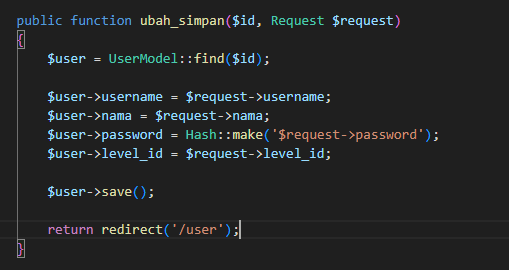 public function ubah_simpan($id, Request $request)
{
    $user = UserModel::find($id);

    $user->username = $request->username;
    $user->nama = $request->nama;
    $user->password = Hash::make('$request->password');
    $user->level_id = $request->level_id;

    $user->save();

    return redirect('/user');
}